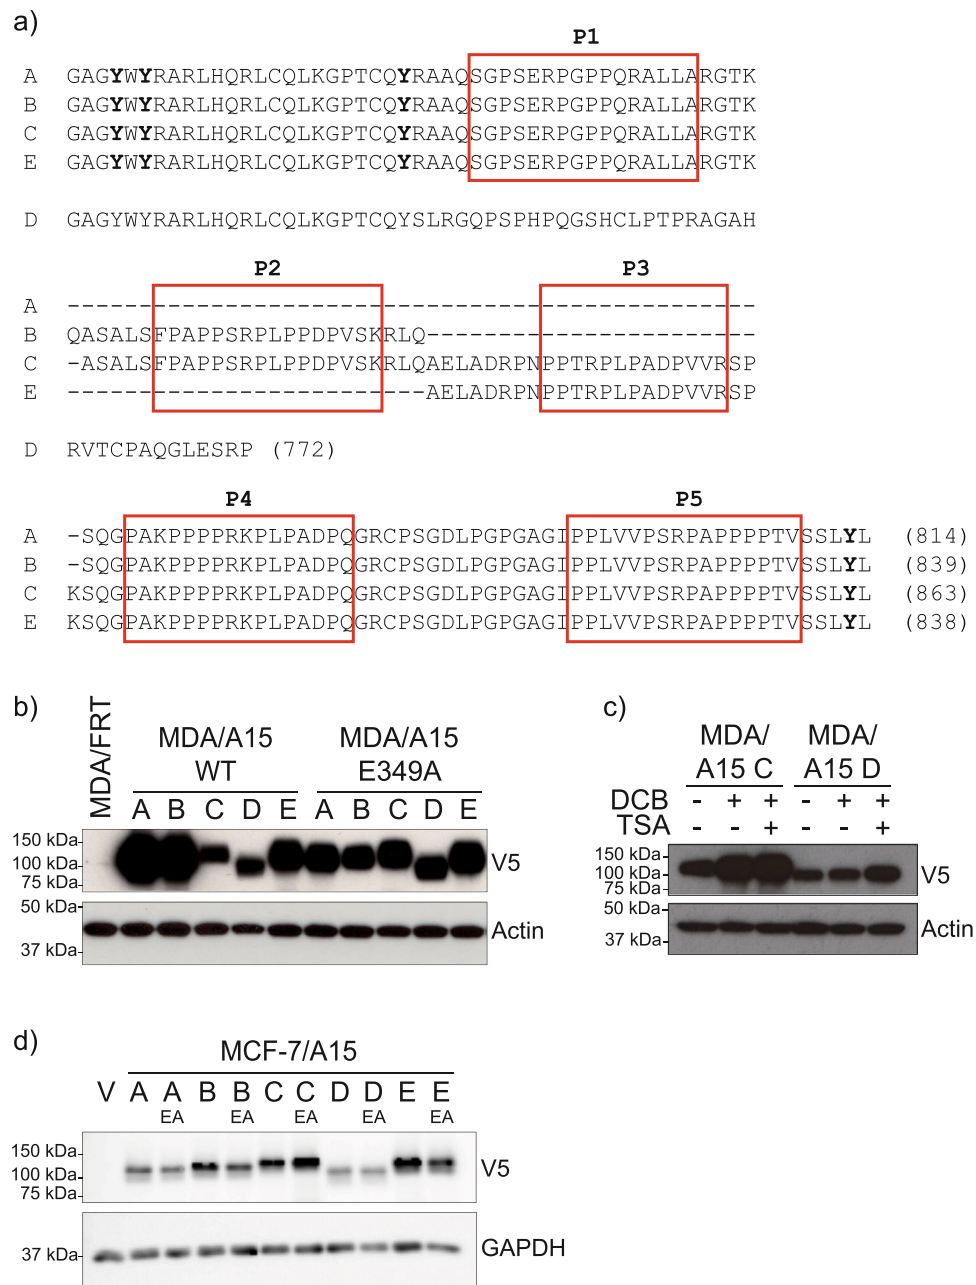 a)
P1
A GAGYWYRARLHQRLCQLKGPTCQYRAAQSGPSERPGPPQRALLARGTK
B GAGYWYRARLHQRLCQLKGPTCQYRAAQSGPSERPGPPQRALLARGTK
C GAGYWYRARLHQRLCQLKGPTCQYRAAQSGPSERPGPPQRALLARGTK
E GAGYWYRARLHQRLCQLKGPTCQYRAAQSGPSERPGPPQRALLARGTK
D GAGYWYRARLHQRLCQLKGPTCQYSLRGQPSPHPQGSHCLPTPRAGAH
P2 P3
A ------------------------------------------------
B QASALSFPAPPSRPLPPDPVSKRLQ-----------------------
C -ASALSFPAPPSRPLPPDPVSKRLQAELADRPNPPTRPLPADPVVRSP
E -------------------------AELADRPNPPTRPLPADPVVRSP
D RVTCPAQGLESRP (772)
P4 P5
A -SQGPAKPPPPRKPLPADPQGRCPSGDLPGPGAGIPPLVVPSRPAPPPPTVSSLYL (814)
B -SQGPAKPPPPRKPLPADPQGRCPSGDLPGPGAGIPPLVVPSRPAPPPPTVSSLYL (839)
C KSQGPAKPPPPRKPLPADPQGRCPSGDLPGPGAGIPPLVVPSRPAPPPPTVSSLYL (863)
E KSQGPAKPPPPRKPLPADPQGRCPSGDLPGPGAGIPPLVVPSRPAPPPPTVSSLYL (838)
b)
MDA/FRT
MDA/A15 WT
MDA/A15 E349A
A B C D E A B C D E
150 kDa
100 kDa
75 kDa
V5
50 kDa
37 kDa
Actin
c)
MDA/ A15 C
MDA/ A15 D
DCB - + + - + +
TSA - - + - - +
150 kDa
100 kDa
75 kDa
V5
50 kDa
37 kDa
Actin
d)
MCF-7/A15
V A A B B C C D D E E
EA EA EA EA EA
150 kDa
100 kDa
75 kDa
V5
37 kDa
GAPDH